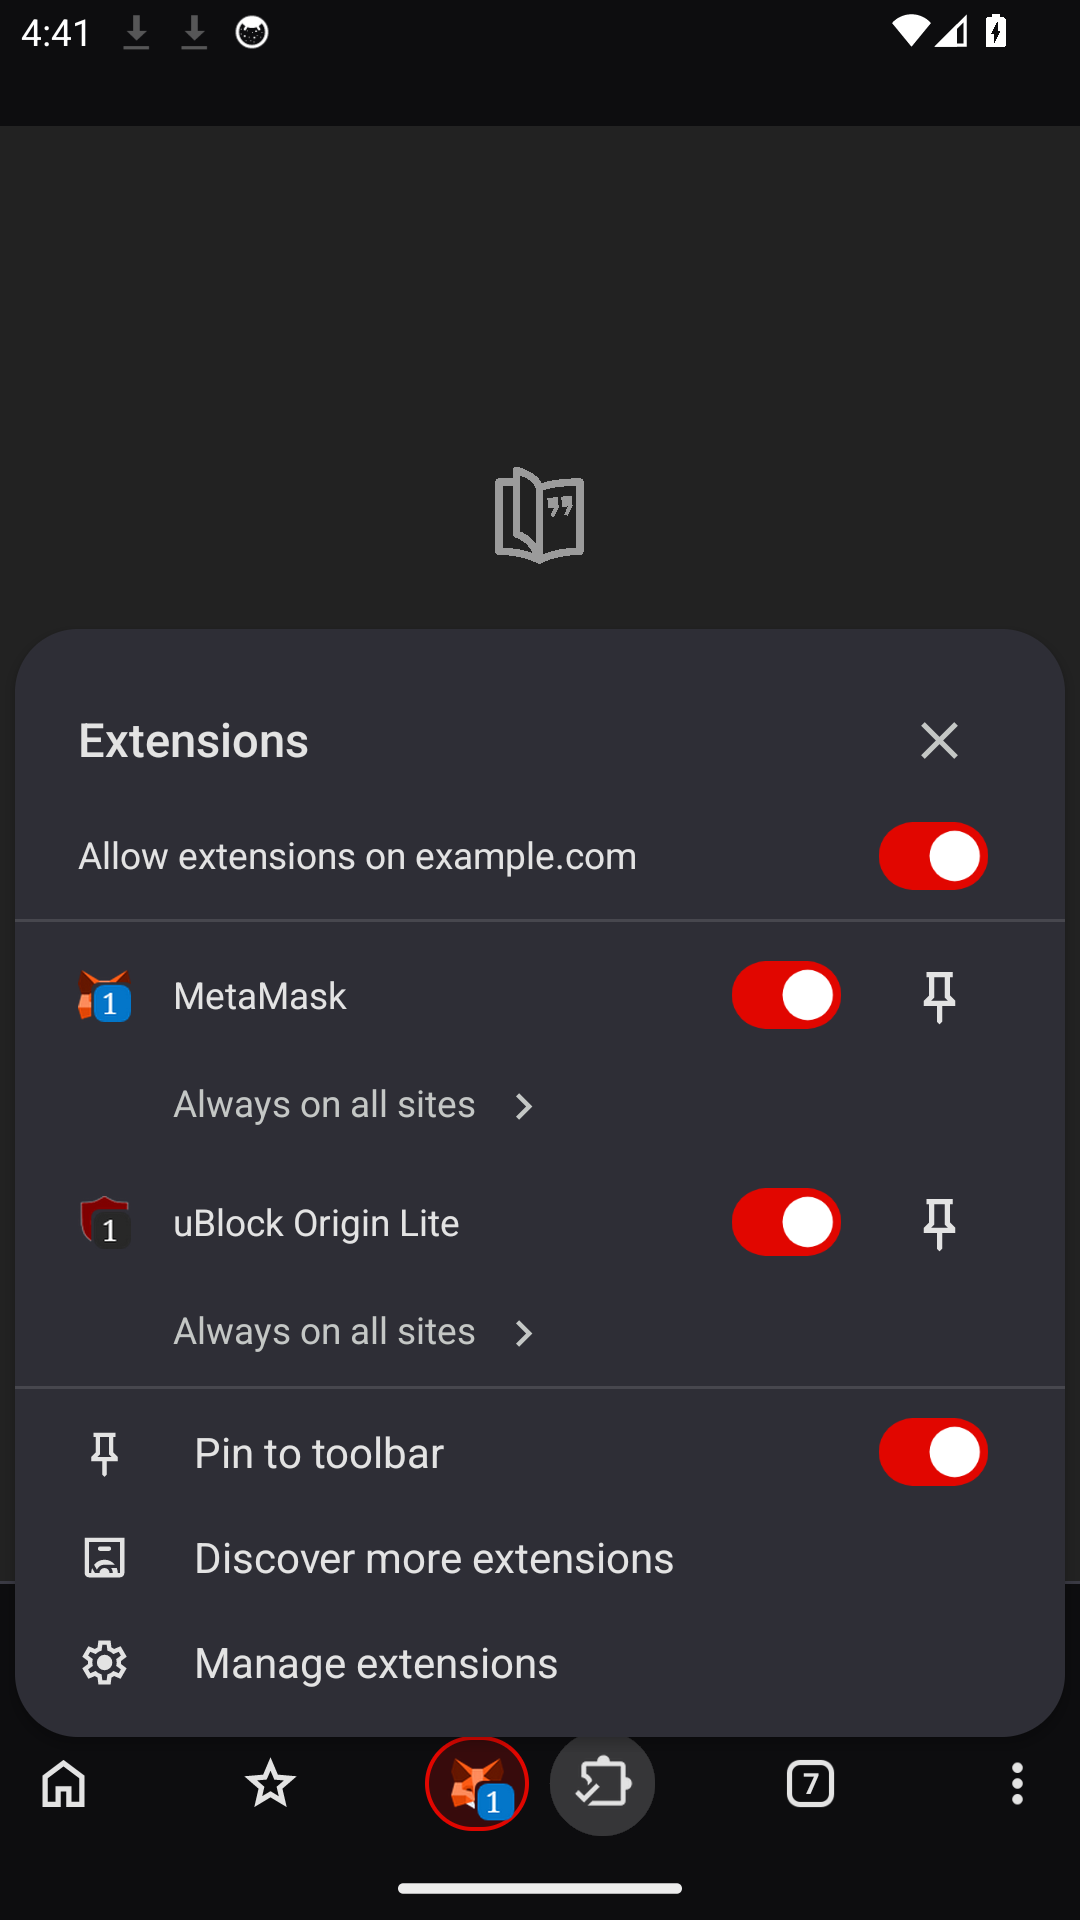 4:41
Extensions
Allow extensions on example.com
1
MetaMask
Always on all sites
1
uBlock Origin Lite
Always on all sites
Pin to toolbar
Discover more extensions
Manage extensions
1
7